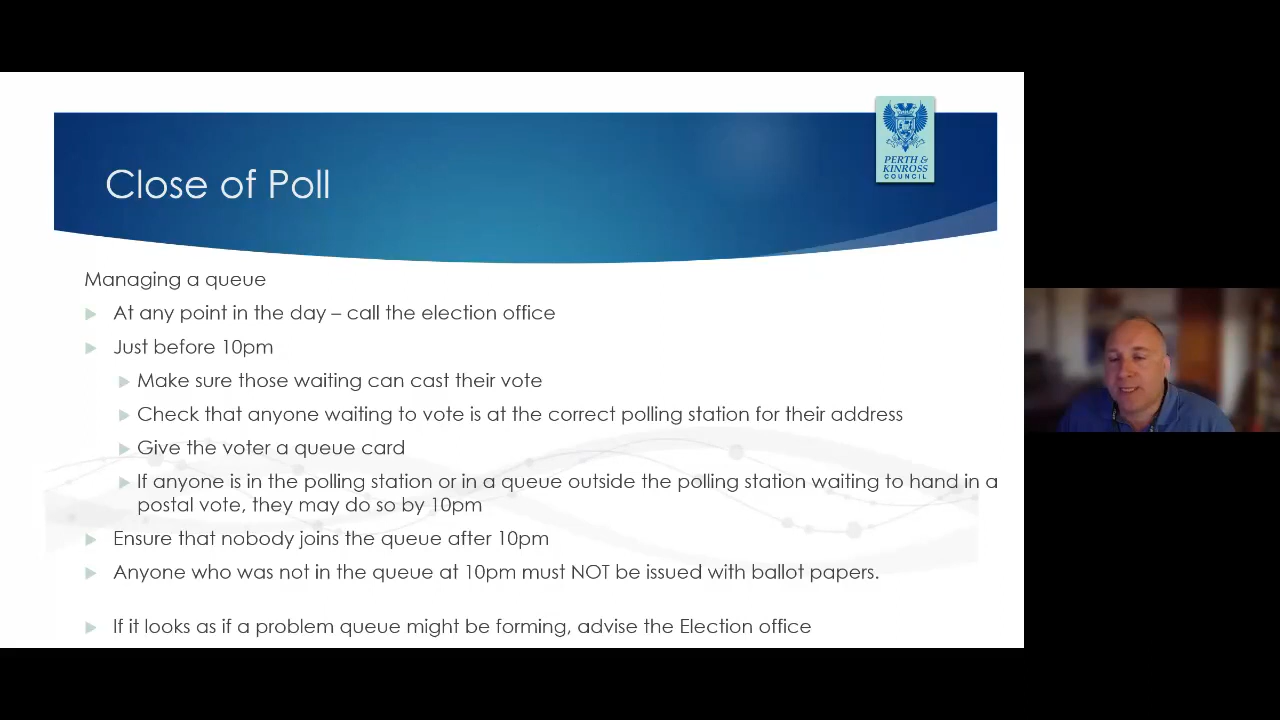 PERTH &
KINROSS
COUNCIL
Close of Poll
Managing a queue
At any point in the day – call the election office
Just before 10pm
Make sure those waiting can cast their vote
Check that anyone waiting to vote is at the correct polling station for their address
Give the voter a queue card
If anyone is in the polling station or in a queue outside the polling station waiting to hand in a
postal vote, they may do so by 10pm
Ensure that nobody joins the queue after 10pm
Anyone who was not in the queue at 10pm must NOT be issued with ballot papers.
If it looks as if a problem queue might be forming, advise the Election office